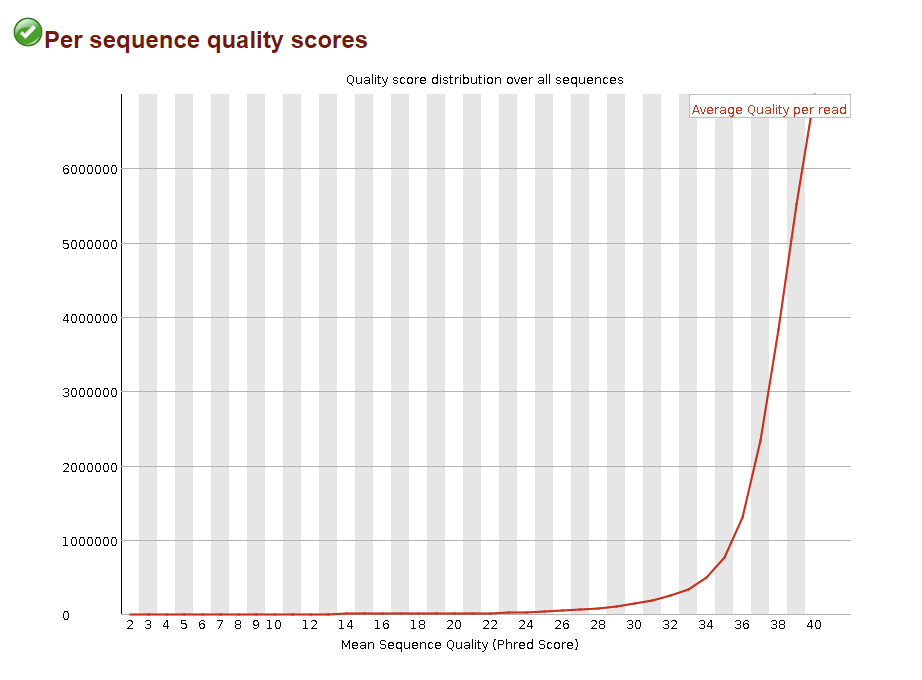 Per sequence quality scores
Quality score distribution over all sequences
Average Quality per read
6000000
5000000
4000000
3000000
2000000
1000000
0
2 3 4 5 6 7 8 9 10 12 14 16 18 20 22 24 26 28 30 32 34 36 38 40
Mean Sequence Quality (Phred Score)